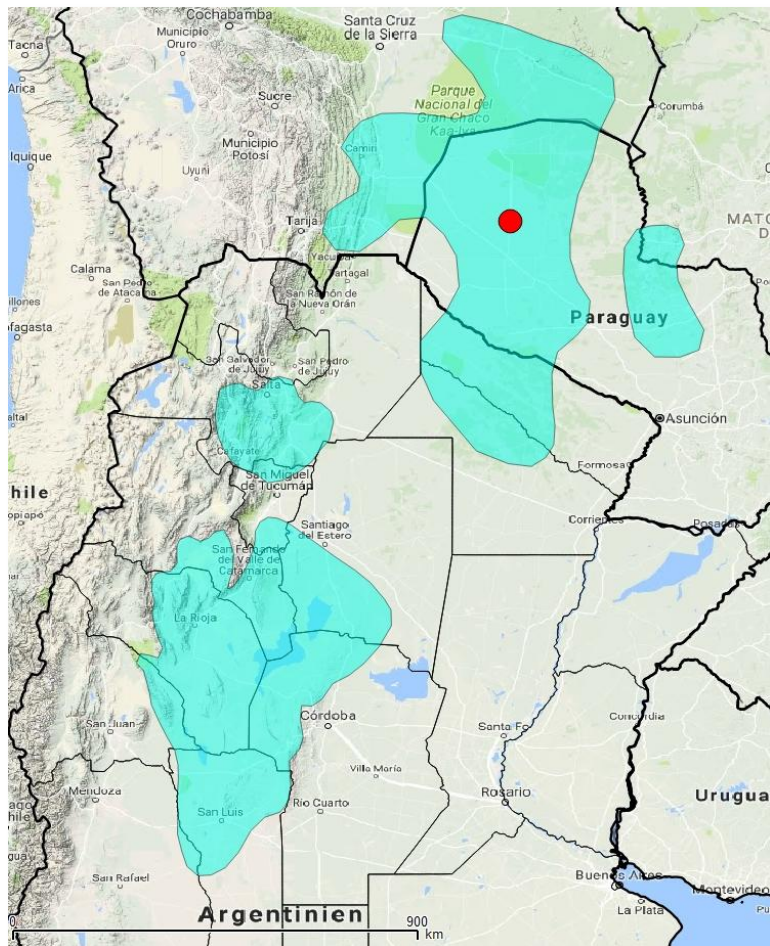 Cochabamba
Santa Cruz
de la Sierra
Tacna
Municipio
Oruro
Arica
Parque
Nacional del
Gran Chaco
Kaa-Iya
Sucre
Corumbá
Municipio
Potosí
Camiri
Iquique
Uyuni
Tarija
MATO
Yacuiba
Tartagal
Calama
San Pedro
de Atacama
San Ramón de
la Nueva Orán
Paraguay
San Salvador
de Jujuy
San Pedro
de Jujuy
Salta
Asunción
Cafayate
Formosa
San Miguel
de Tucumán
hile
Santiago
del Estero
Corrientes
Posadas
San Fernando
del Valle de
Catamarca
La Rioja
San Juan
Córdoba
Santa Fe
Concordia
Villa María
Mendoza
San Luis
Río Cuarto
Rosario
Urugua
San Rafael
Buenos Aires
La Plata
Montevideo
Argentinien
0
900
km